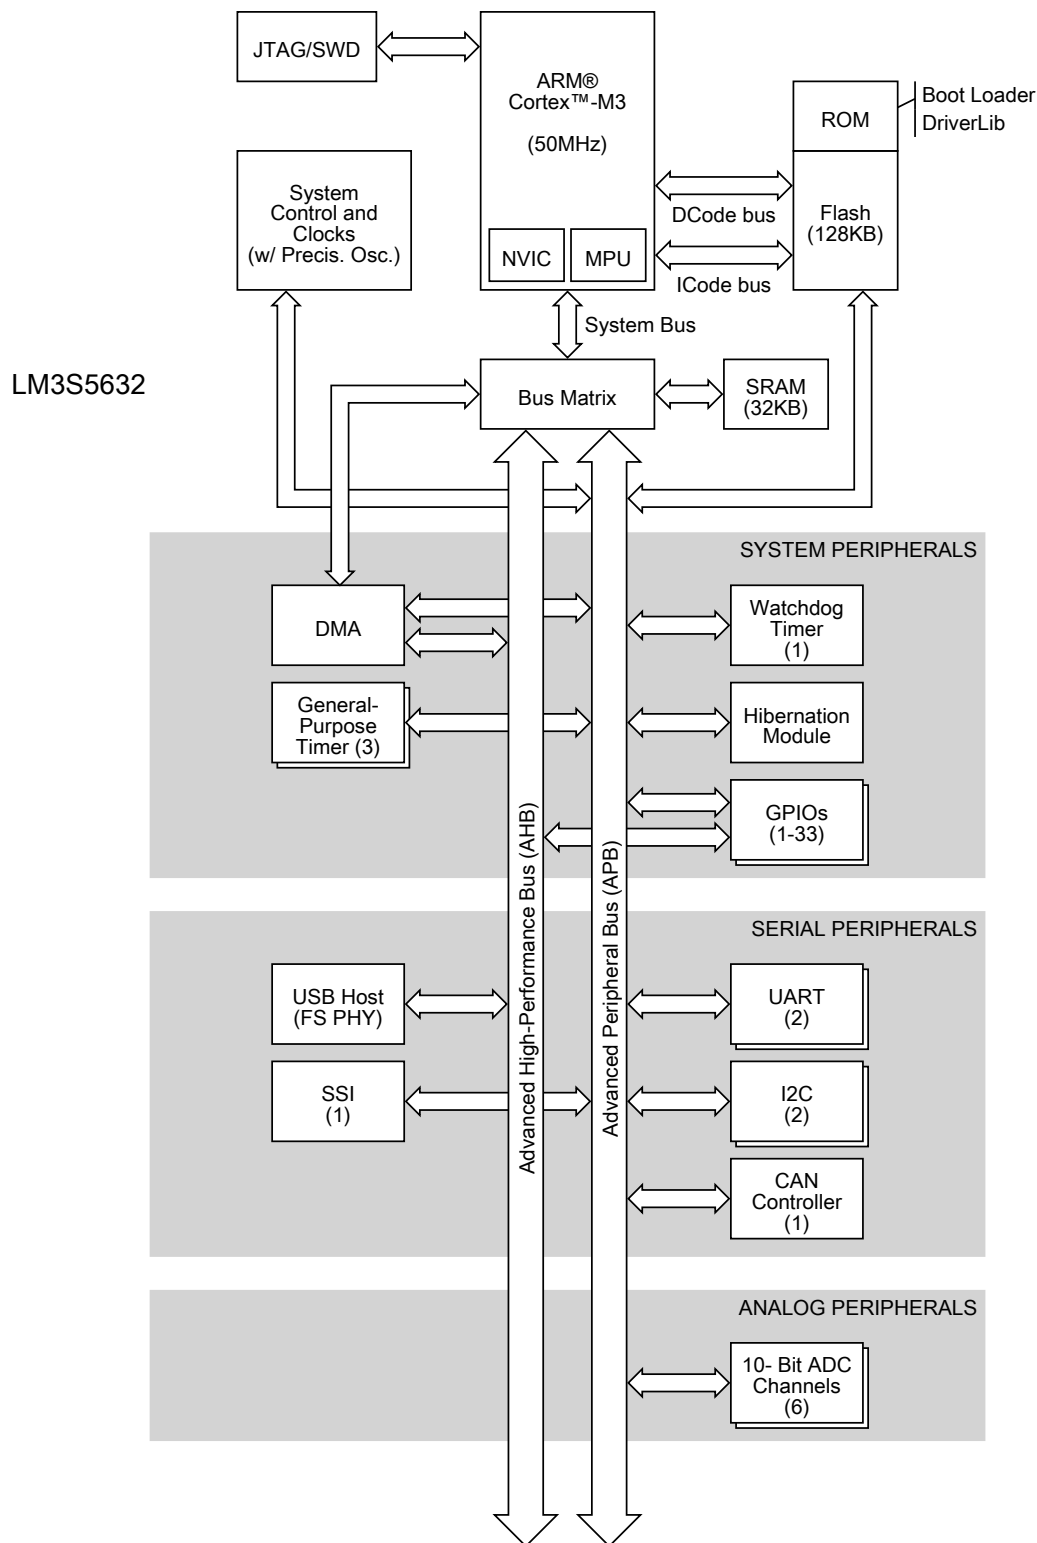 JTAG/SWD
ARM®
Cortex™-M3
(50MHz)
NVIC
MPU
ROM
Boot Loader
DriverLib
Flash
(128KB)
DCode bus
ICode bus
System
Control and
Clocks
(w/ Precis. Osc.)
System Bus
LM3S5632
Bus Matrix
SRAM
(32KB)
SYSTEM PERIPHERALS
DMA
Watchdog
Timer
(1)
General-
Purpose
Timer (3)
Hibernation
Module
GPIOs
(1-33)
Advanced High-Performance Bus (AHB)
Advanced Peripheral Bus (APB)
SERIAL PERIPHERALS
USB Host
(FS PHY)
UART
(2)
SSI
(1)
I2C
(2)
CAN
Controller
(1)
ANALOG PERIPHERALS
10- Bit ADC
Channels
(6)